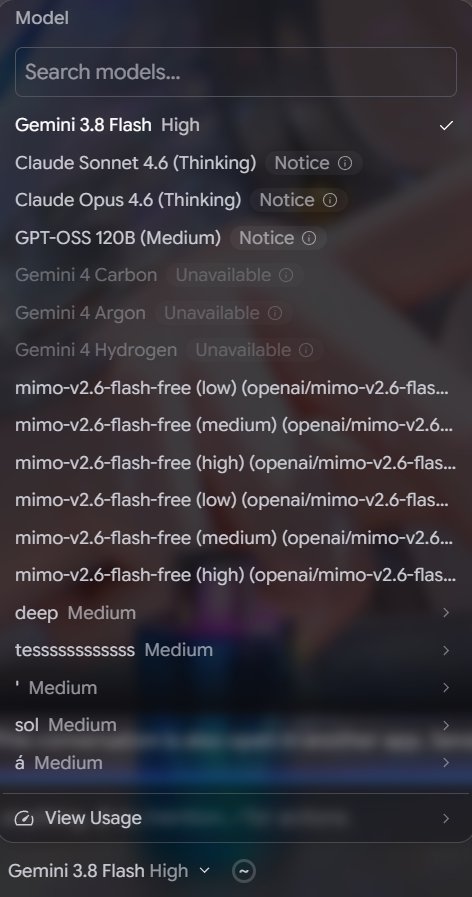 Model
Search models...
Gemini 3.8 Flash High
Claude Sonnet 4.6 (Thinking) Notice
Claude Opus 4.6 (Thinking) Notice
GPT-OSS 120B (Medium) Notice
Gemini 4 Carbon Unavailable
Gemini 4 Argon Unavailable
Gemini 4 Hydrogen Unavailable
mimo-v2.6-flash-free (low) (openai/mimo-v2.6-flas...
mimo-v2.6-flash-free (medium) (openai/mimo-v2.6...
mimo-v2.6-flash-free (high) (openai/mimo-v2.6-flas...
mimo-v2.6-flash-free (low) (openai/mimo-v2.6-flas...
mimo-v2.6-flash-free (medium) (openai/mimo-v2.6...
mimo-v2.6-flash-free (high) (openai/mimo-v2.6-flas...
deep Medium
tessssssssssss Medium
' Medium
sol Medium
á Medium
View Usage
Gemini 3.8 Flash High